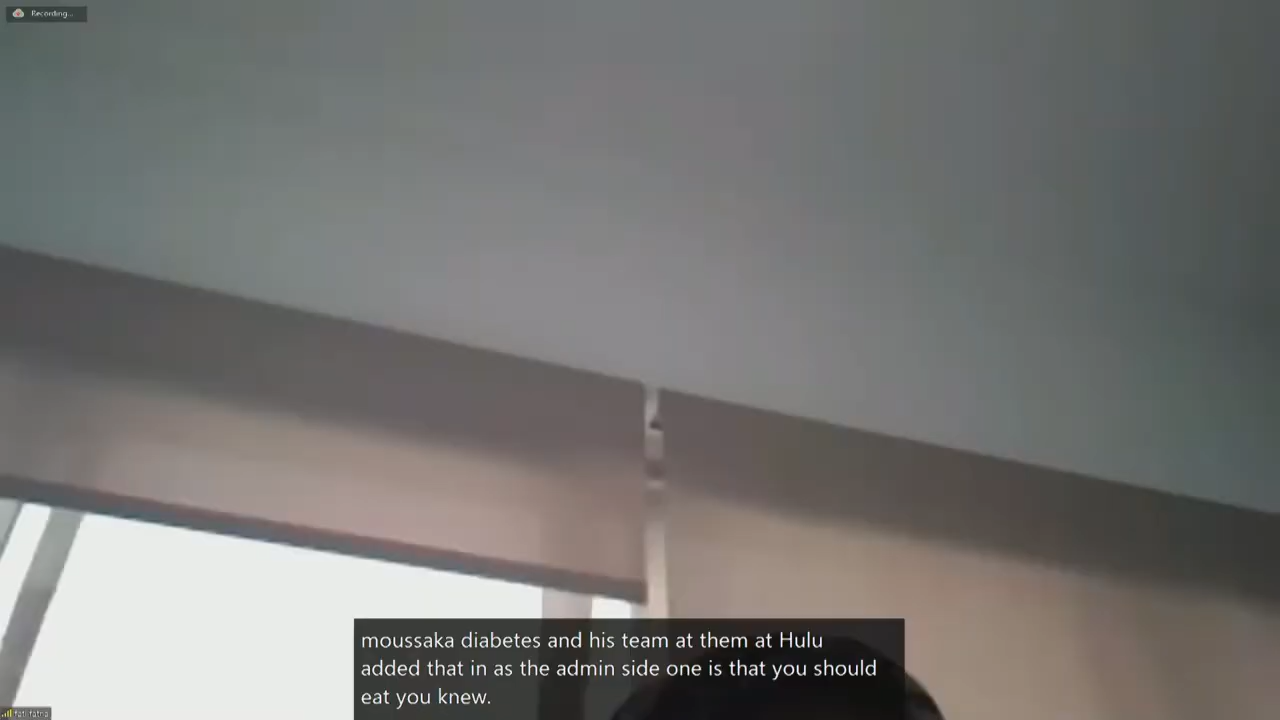 Recording...
moussaka diabetes and his team at them at Hulu
added that in as the admin side one is that you should
eat you knew.